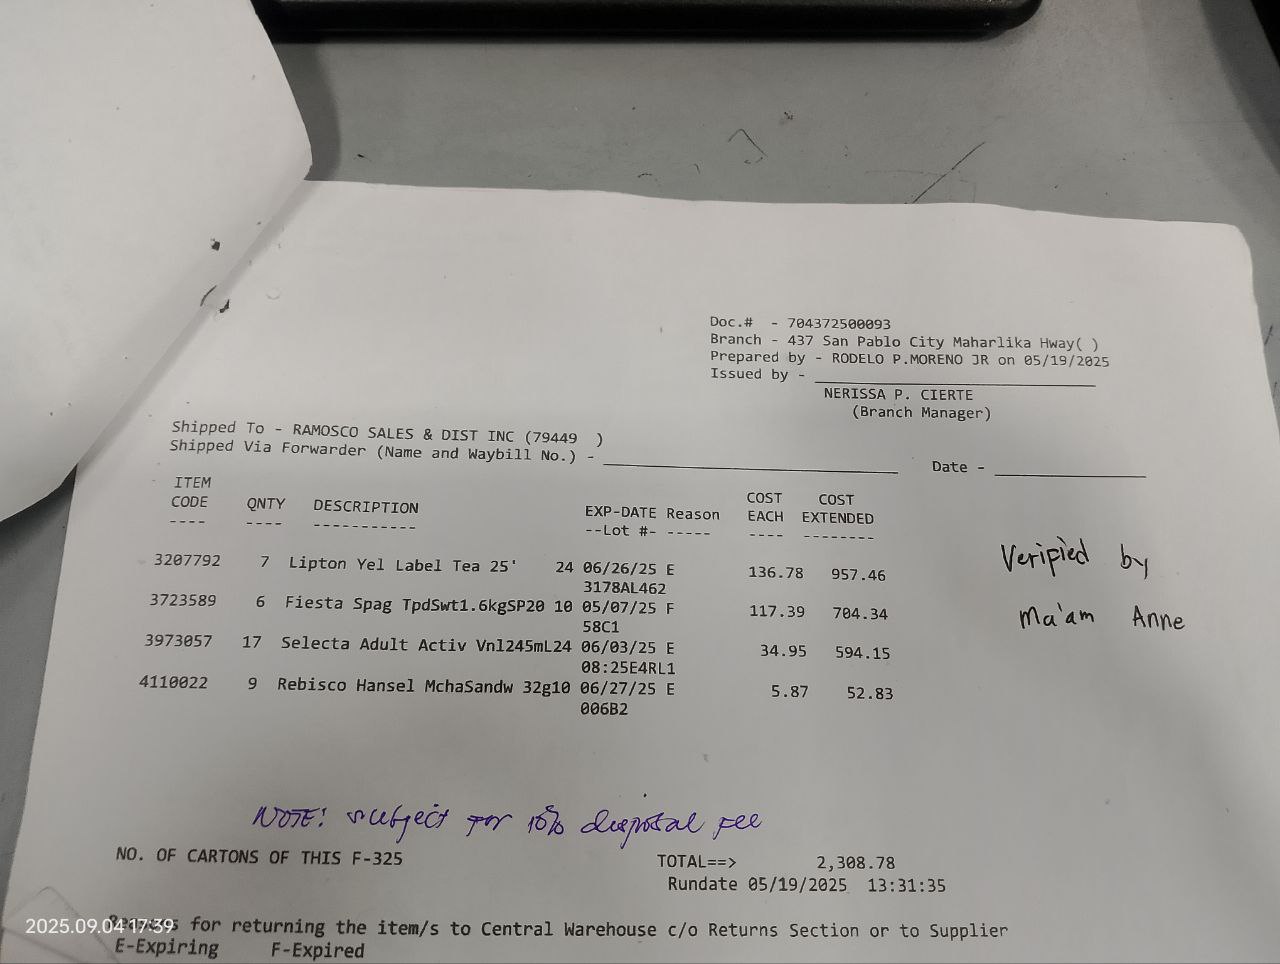 Doc.# - 704372500093
Branch - 437 San Pablo City Maharlika Hway( )
Prepared by - RODELO P.MORENO JR on 05/19/2025
Issued by -
NERISSA P. CIERTE
(Branch Manager)
Shipped To - RAMOSCO SALES & DIST INC (79449 )
Shipped Via Forwarder (Name and Waybill No.) - Date -
ITEM CODE QNTY DESCRIPTION EXP-DATE Reason COST EACH COST EXTENDED
--Lot #- -----
3207792 7 Lipton Yel Label Tea 25' 24 06/26/25 E 136.78 957.46
3178AL462
3723589 6 Fiesta Spag TpdSwt1.6kgSP20 10 05/07/25 F 117.39 704.34
58C1
3973057 17 Selecta Adult Activ Vnl245mL24 06/03/25 E 34.95 594.15
08:25E4RL1
4110022 9 Rebisco Hansel MchaSandw 32g10 06/27/25 E 5.87 52.83
006B2
Veripied by
Ma'am Anne
NOTE: subject for 10% disposal fee
NO. OF CARTONS OF THIS F-325 TOTAL==> 2,308.78
Rundate 05/19/2025 13:31:35
for returning the item/s to Central Warehouse c/o Returns Section or to Supplier
E-Expiring F-Expired
2025.09.04 17:39